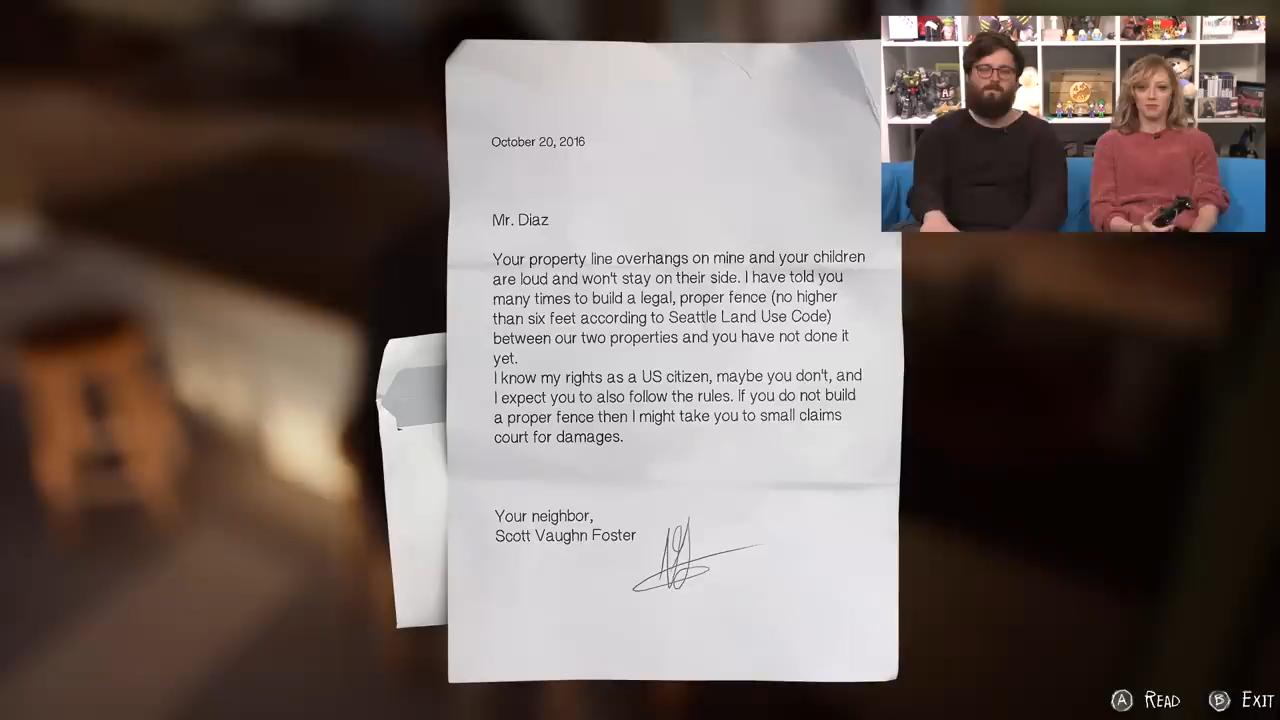 October 20, 2016
Mr. Diaz
Your property line overhangs on mine and your children
are loud and won't stay on their side. I have told you
many times to build a legal, proper fence (no higher
than six feet according to Seattle Land Use Code)
between our two properties and you have not done it
yet.
I know my rights as a US citizen, maybe you don't, and
I expect you to also follow the rules. If you do not build
a proper fence then I might take you to small claims
court for damages.
Your neighbor,
Scott Vaughn Foster
A READ B EXIT